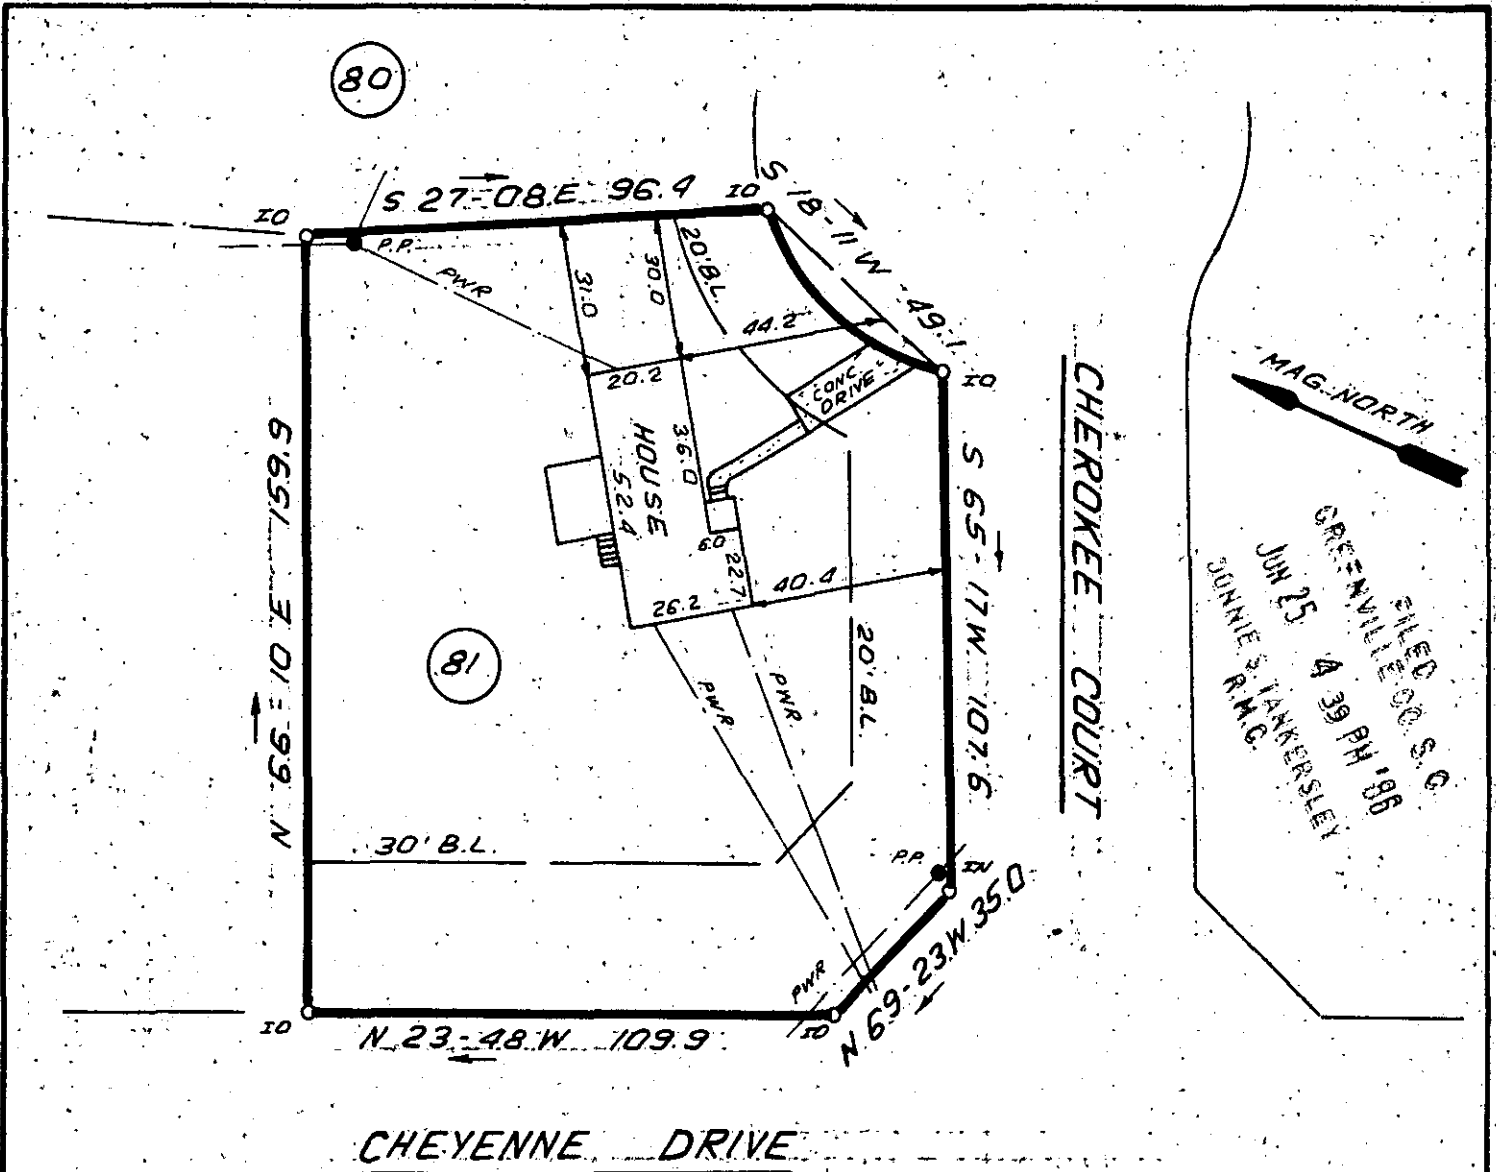 80
S 27-08 E 96.4
IO
IO
S 18-11 W-49.1
P.P.
PWR
31.0
30.0
20' B.L.
44.2
20.2
CONC
DRIVE
IO
MAG. NORTH
CHEROKEE COURT
HOUSE
52.4
36.0
6.0
22.7
26.2
40.4
S 65-17 W 107.6
N 66-10 E 159.6
81
PWR
PWR
20' B.L.
30' B.L.
P.P.
IN
N 69-23 W 35.0
PWR
IO
IO
N 23-48 W 109.9
CHEYENNE DRIVE
FILED
GREENVILLE CO. S.C
JUN 25 4 39 PM '86
DONNIE S. TANKERSLEY
R.M.C.